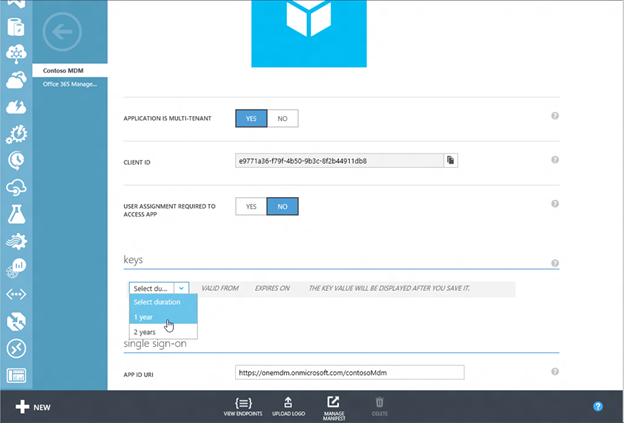 Contoso MDM
Office 365 Manage...
APPLICATION IS MULTI-TENANT
YES NO
?
CLIENT ID
e9771a36-f79f-4b50-9b3c-8f2b44911db8
?
USER ASSIGNMENT REQUIRED TO
ACCESS APP
YES NO
?
keys
?
Select du... VALID FROM EXPIRES ON THE KEY VALUE WILL BE DISPLAYED AFTER YOU SAVE IT.
Select duration
1 year
2 years
single sign-on
APP ID URI
https://onemdm.onmicrosoft.com/contosoMdm
?
NEW
VIEW ENDPOINTS
UPLOAD LOGO
MANAGE
MANIFEST
DELETE
?